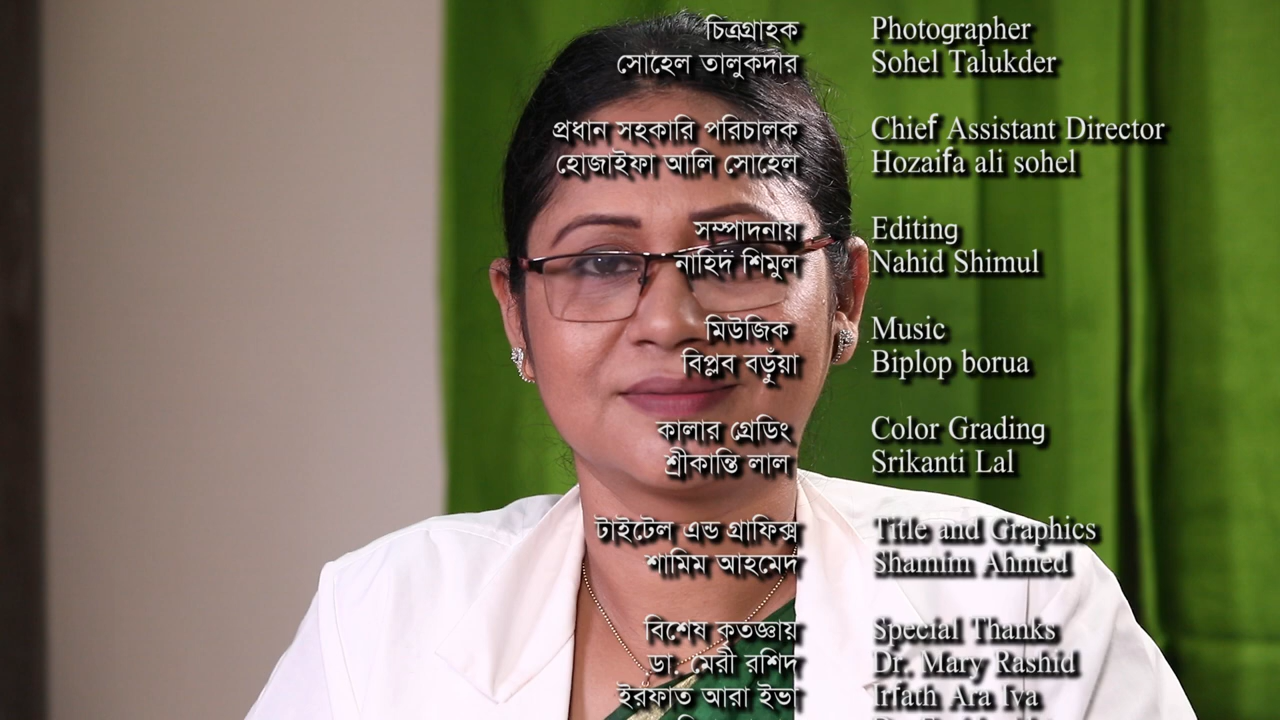 চিত্রগ্রাহক Photographer
সোহেল তালুকদার Sohel Talukder
প্রধান সহকারি পরিচালক Chief Assistant Director
হোজাইফা আলি সোহেল Hozaifa ali sohel
সম্পাদনায় Editing
নাহিদ শিমুল Nahid Shimul
মিউজিক Music
বিপ্লব বড়ুঁয়া Biplop borua
কালার গ্রেডিং Color Grading
শ্রীকান্তি লাল Srikanti Lal
টাইটেল এন্ড গ্রাফিক্স Title and Graphics
শামিম আহমেদ Shamim Ahmed
বিশেষ কৃতজ্ঞতায় Special Thanks
ডা. মেরী রশিদ Dr. Mary Rashid
ইরফাত আরা ইভা Irfath Ara Iva